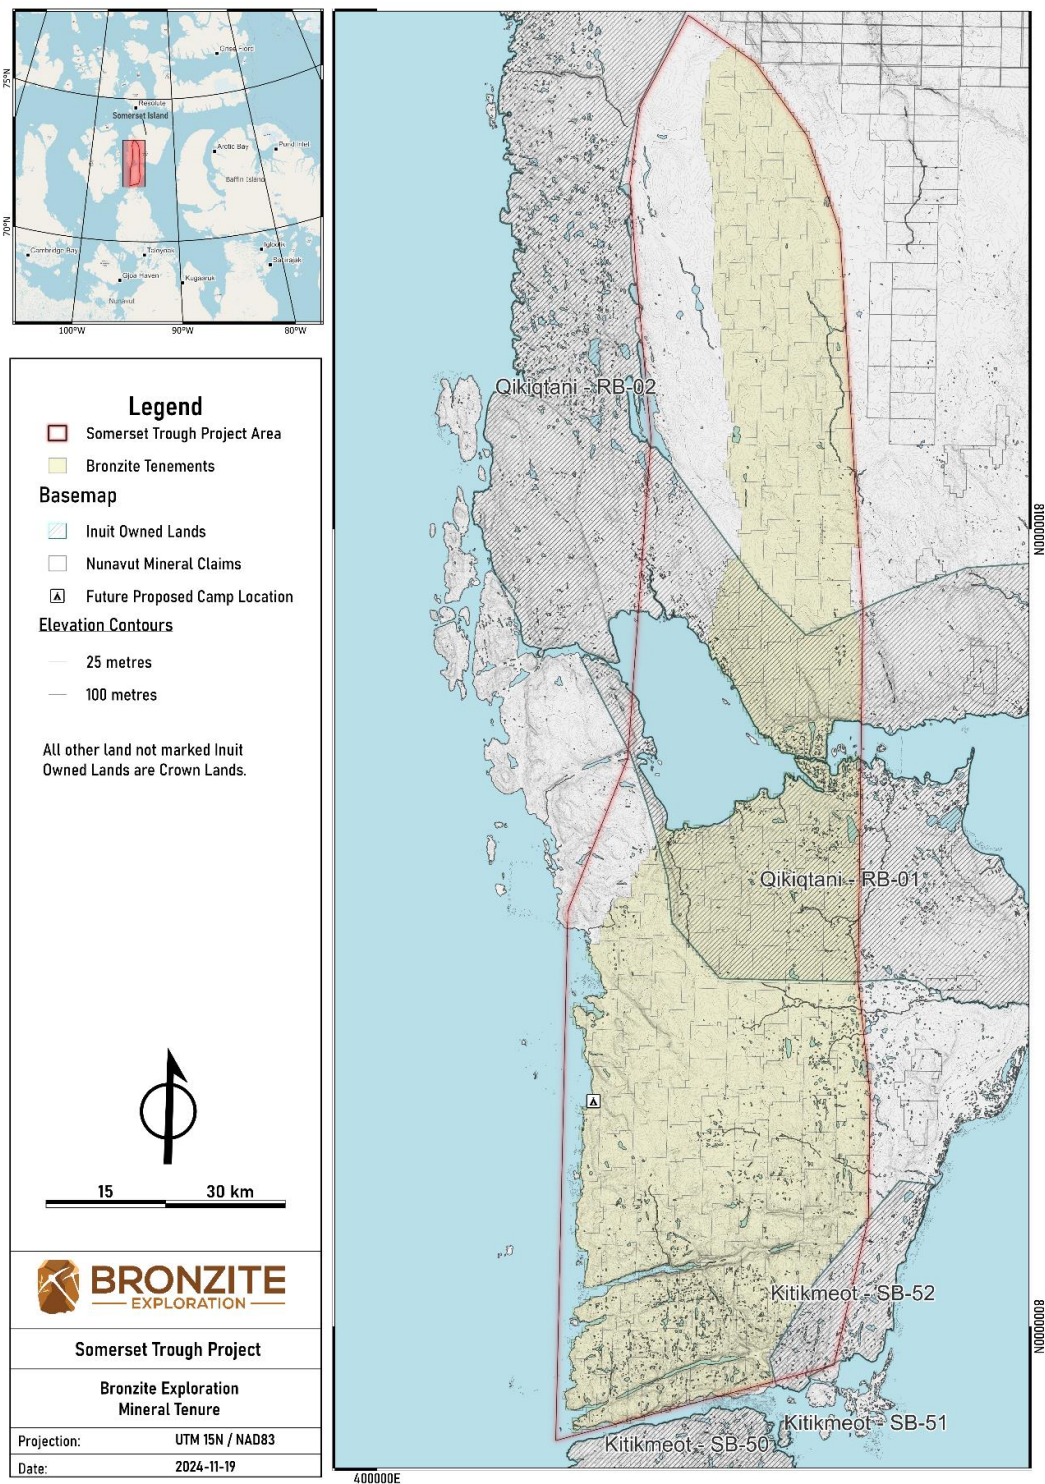 75°N
70°N
Grise Fiord
Resolute
Somerset Island
Arctic Bay
Pond Inlet
Baffin Island
Cambridge Bay
Taloyoak
Igloolik
Gjoa Haven
Kugaaruk
Nunavut
100°W
90°W
80°W
Legend
Somerset Trough Project Area
Bronzite Tenements
Basemap
Inuit Owned Lands
Nunavut Mineral Claims
Future Proposed Camp Location
Elevation Contours
25 metres
100 metres
All other land not marked Inuit
Owned Lands are Crown Lands.
15
30 km
BRONZITE
EXPLORATION
Somerset Trough Project
Bronzite Exploration
Mineral Tenure
Projection:
UTM 15N / NAD83
Date:
2024-11-19
Qikiqtani - RB-02
8100000N
Qikiqtani - RB-01
Kitikmeot - SB-52
8000000N
Kitikmeot - SB-51
Kitikmeot - SB-50
400000E